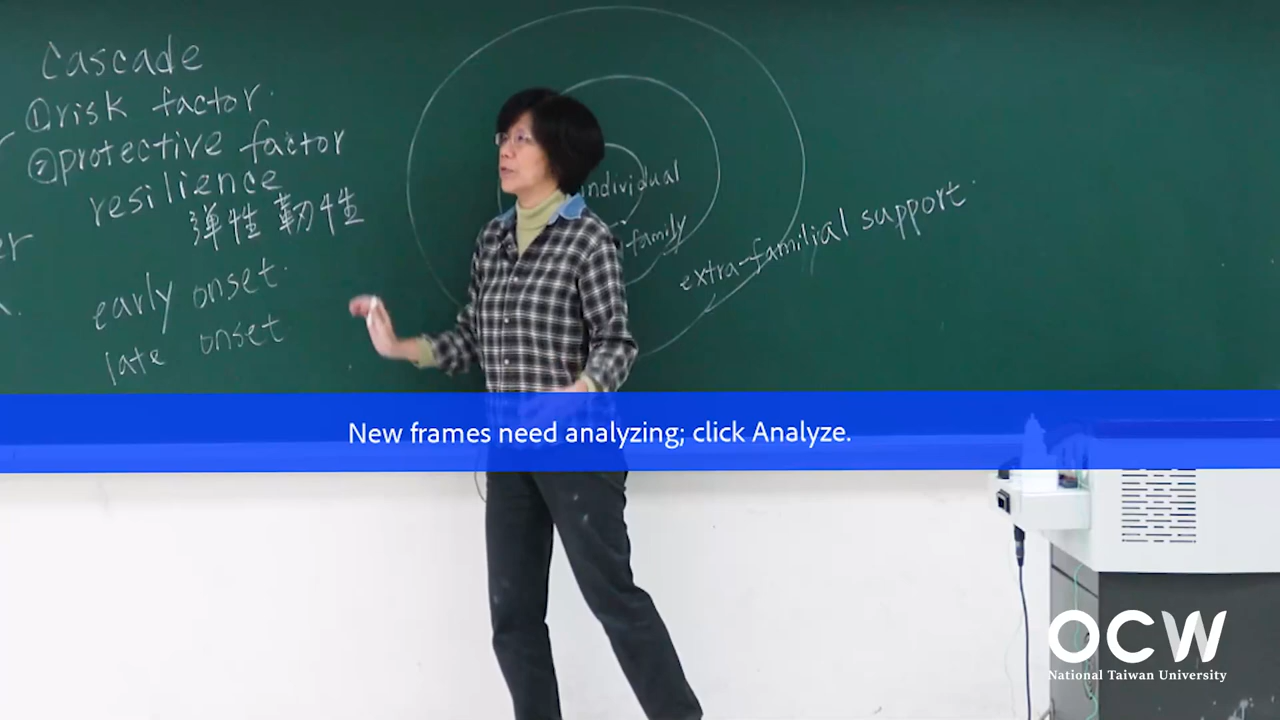 Cascade
①risk factor.
②protective factor
resilience
弹性 韌性
early onset.
late onset
individual
family
extra-familial support.
New frames need analyzing; click Analyze.
OCW
National Taiwan University